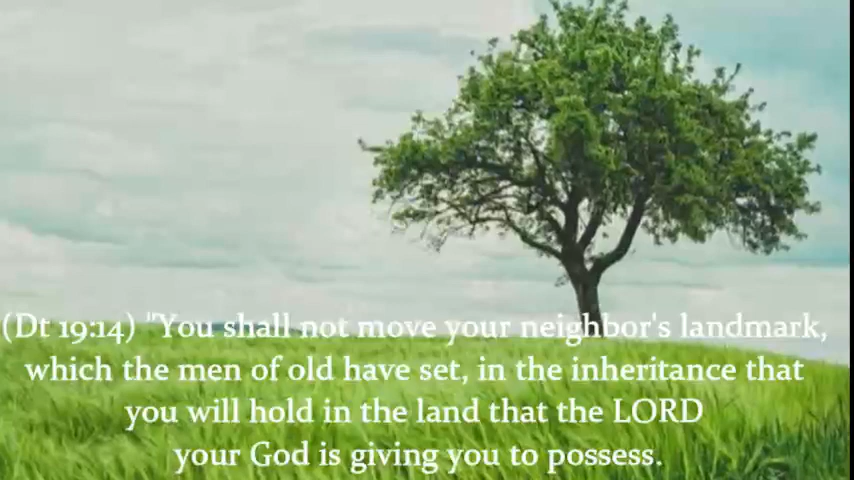 (Dt 19:14) "You shall not move your neighbor's landmark,
which the men of old have set, in the inheritance that
you will hold in the land that the LORD
your God is giving you to possess.